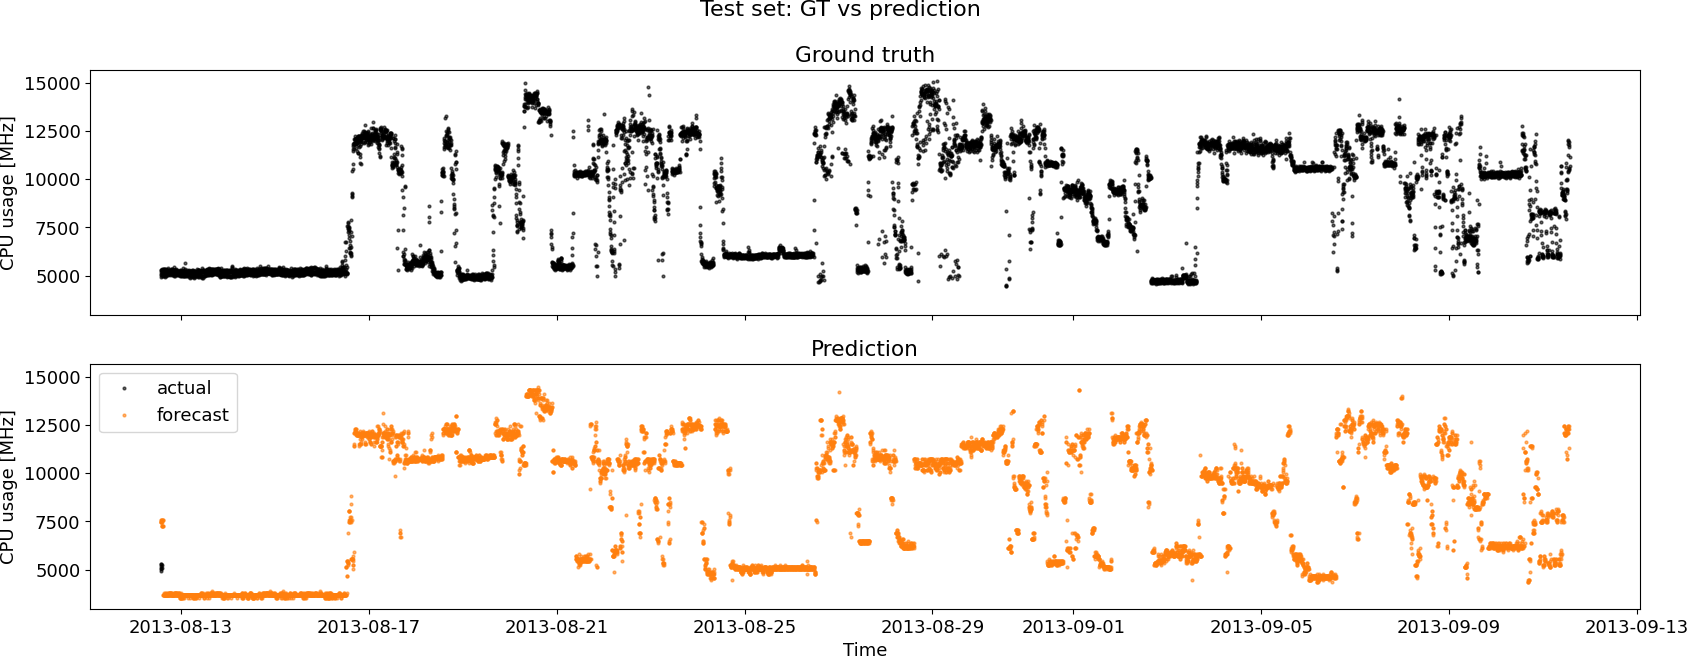 Test set: GT vs prediction
Ground truth
CPU usage [MHz]
15000
12500
10000
7500
5000
Prediction
CPU usage [MHz]
15000
12500
10000
7500
5000
actual
forecast
2013-08-13
2013-08-17
2013-08-21
2013-08-25
2013-08-29
2013-09-01
2013-09-05
2013-09-09
2013-09-13
Time